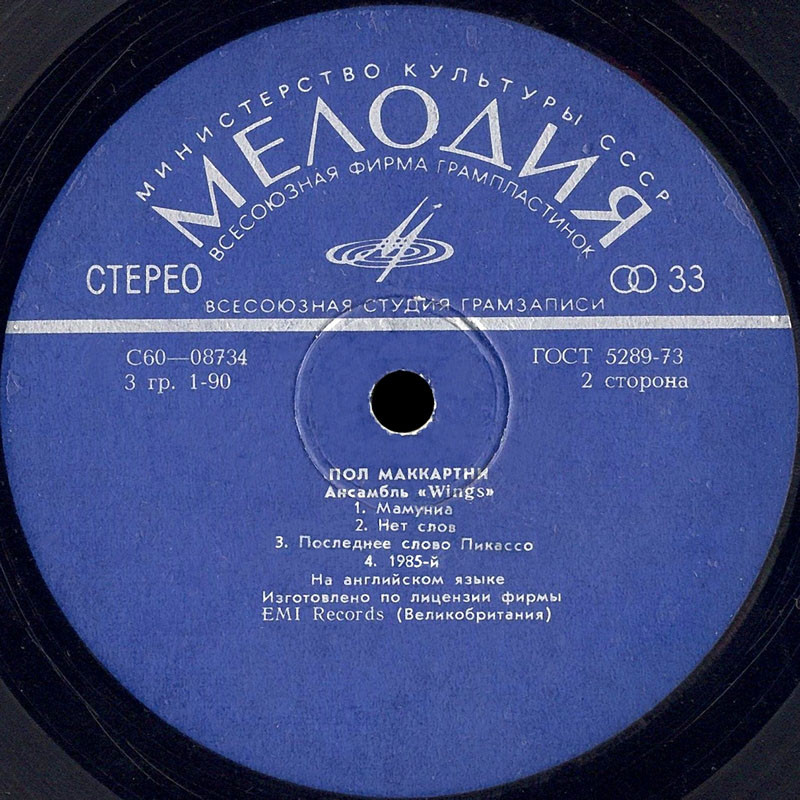 МИНИСТЕРСТВО КУЛЬТУРЫ СССР
МЕЛОДИЯ
ВСЕСОЮЗНАЯ ФИРМА ГРАМПЛАСТИНОК
СТЕРЕО 33
ВСЕСОЮЗНАЯ СТУДИЯ ГРАМЗАПИСИ
С60—08734 ГОСТ 5289-73
3 гр. 1-90 2 сторона
ПОЛ МАККАРТНИ
Ансамбль «Wings»
1. Мамуниа
2. Нет слов
3. Последнее слово Пикассо
4. 1985-й
На английском языке
Изготовлено по лицензии фирмы
EMI Records (Великобритания)